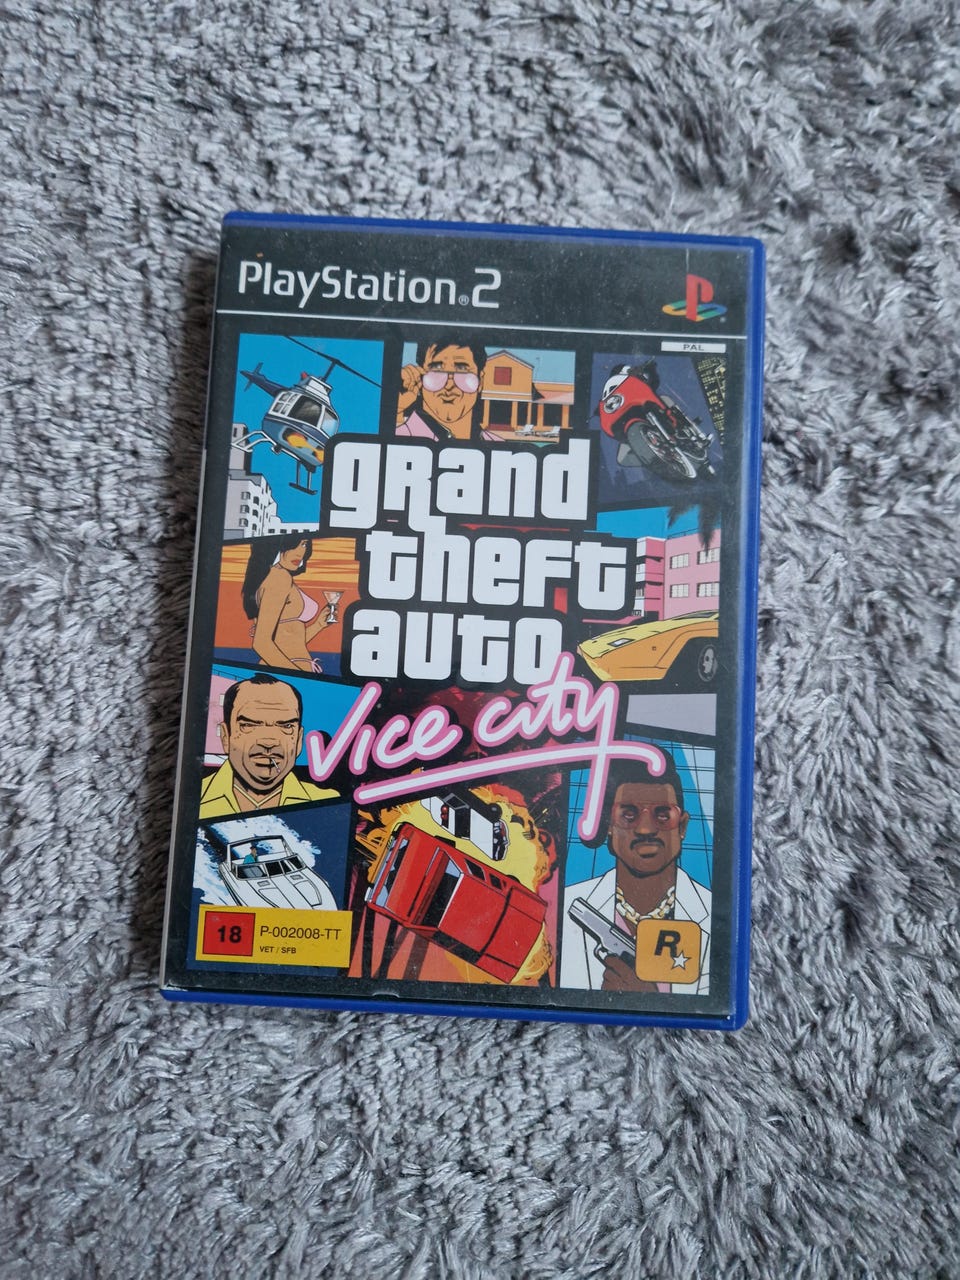 PlayStation®2
PAL
grand
theft
auto
Vice City
18
P-002008-TT
VET / SFB
R